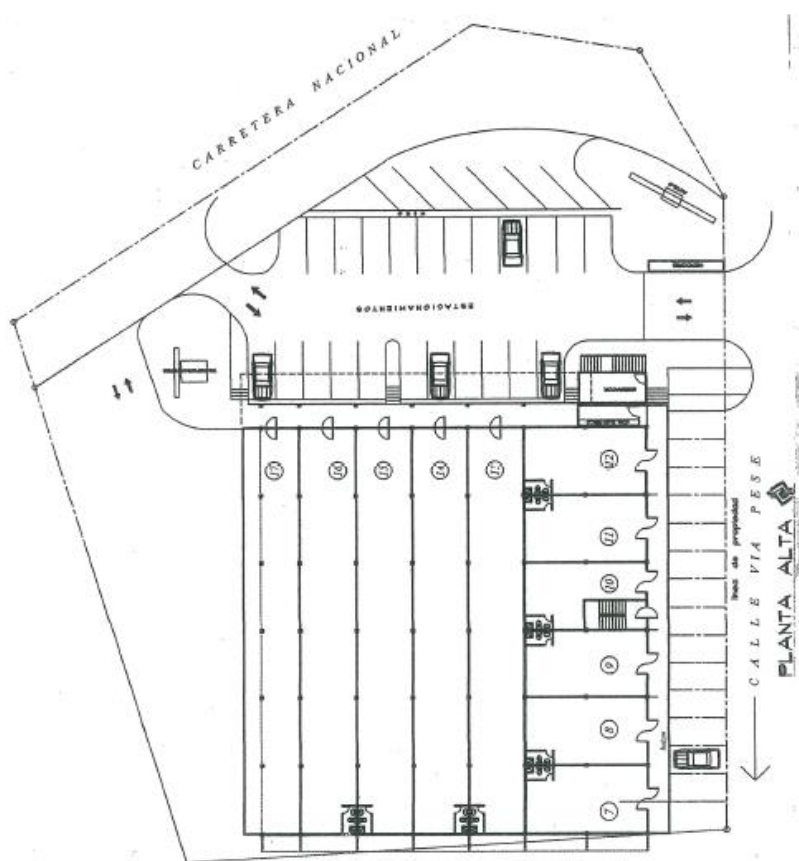 CARRETERA NACIONAL
ESTACIONAMIENTOS
17
16
15
14
13
12
11
10
9
8
7
línea de propiedad
CALLE VIA PESE
PLANTA ALTA